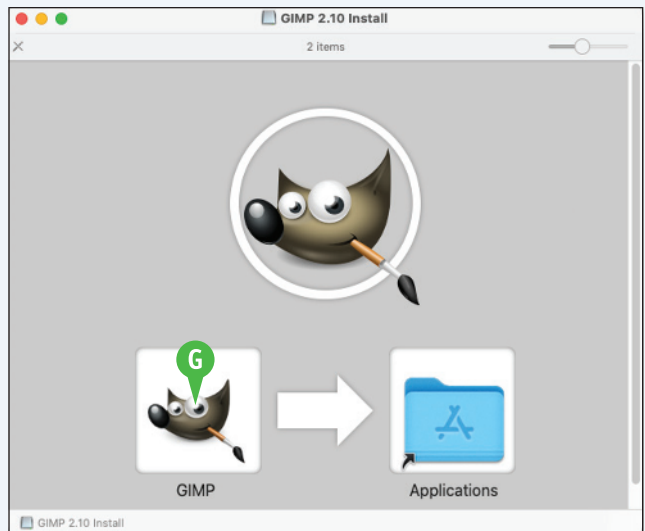 GIMP 2.10 Install
2 items
G
GIMP
Applications
GIMP 2.10 Install